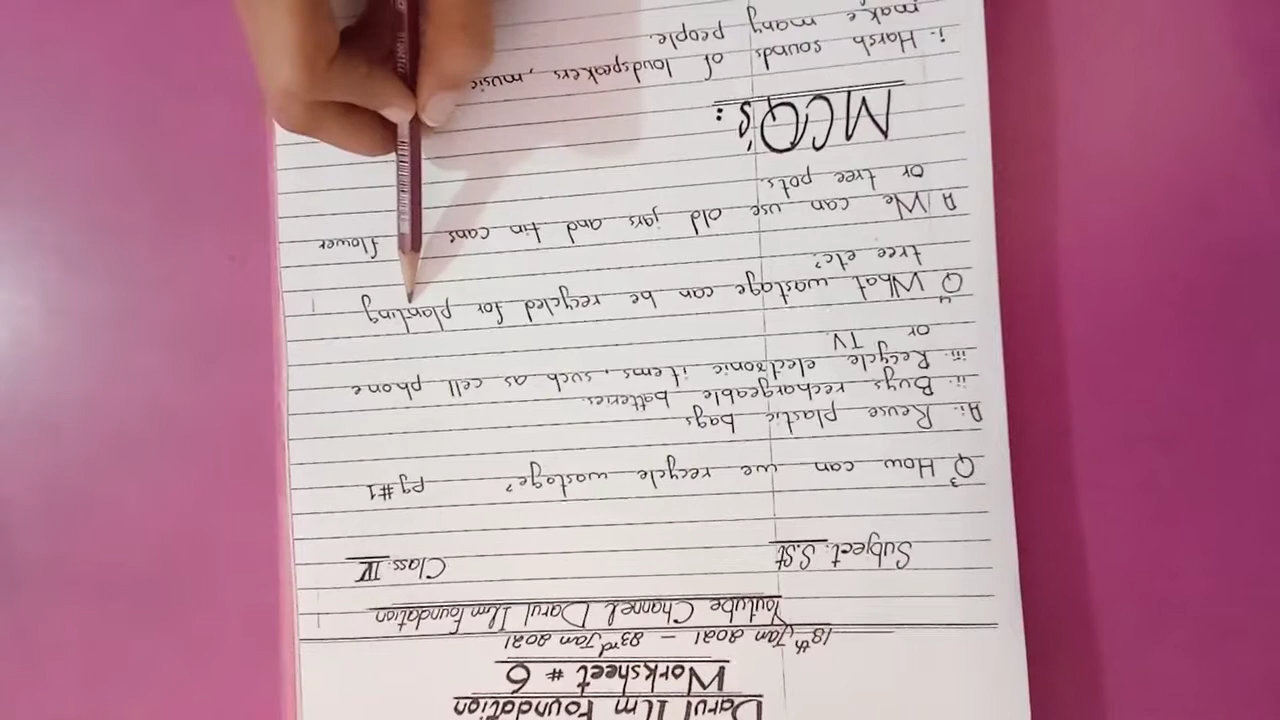 Darul Ilm Foundation
Worksheet # 6
18th Jan 2021 - 23rd Jan 2021
Youtube Channel Darul Ilm Foundation
Subject: S.St Class: IV
Q3 How can we recycle wastage? Pg#1
A i. Reuse plastic bags
ii. Buys rechargeable batteries.
iii. Recycle electronic items, such as cell phone
or TV.
Q4 What wastage can be recycled for planting
tree etc?
A/ We can use old jars and tin cans flower
or tree pots.
MCQ's:
i. Harsh sounds of loudspeakers, music
make many people.